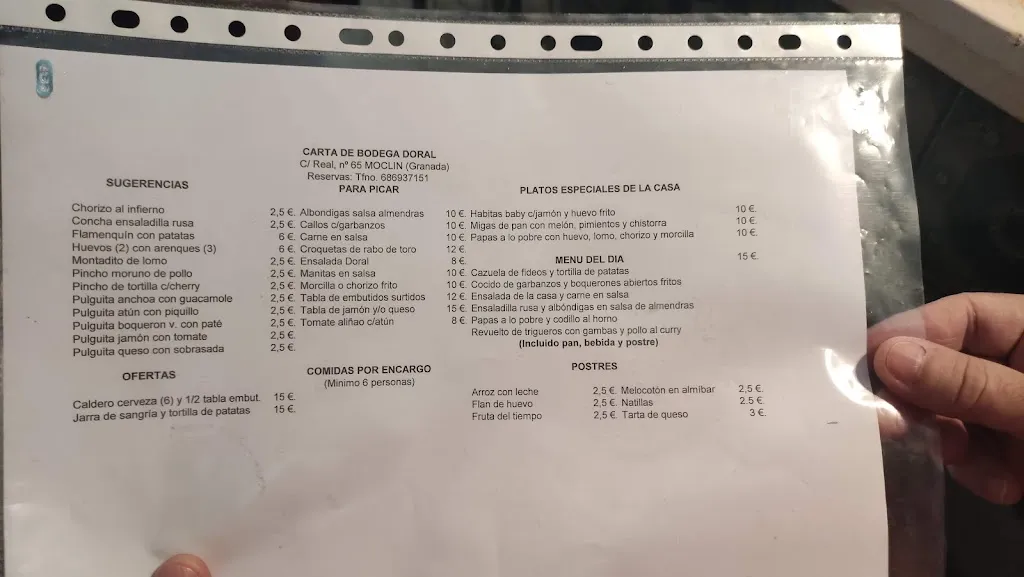 CARTA DE BODEGA DORAL
C/ Real, nº 65 MOCLIN (Granada)
Reservas: Tfno. 686937151
SUGERENCIAS
Chorizo al infierno 2,5 €.
Concha ensaladilla rusa 2,5 €.
Flamenquín con patatas 6 €.
Huevos (2) con arenques (3) 6 €.
Montadito de lomo 2,5 €.
Pincho moruno de pollo 2,5 €.
Pincho de tortilla c/cherry 2,5 €.
Pulguita anchoa con guacamole 2,5 €.
Pulguita atún con piquillo 2,5 €.
Pulguita boqueron v. con paté 2,5 €.
Pulguita jamón con tomate 2,5 €.
Pulguita queso con sobrasada 2,5 €.
OFERTAS
Caldero cerveza (6) y 1/2 tabla embut. 15 €.
Jarra de sangría y tortilla de patatas 15 €.
PARA PICAR
Albondigas salsa almendras 10 €.
Callos c/garbanzos 10 €.
Carne en salsa 10 €.
Croquetas de rabo de toro 12 €.
Ensalada Doral 8 €.
Manitas en salsa 10 €.
Morcilla o chorizo frito 10 €.
Tabla de embutidos surtidos 12 €.
Tabla de jamón y/o queso 15 €.
Tomate aliñao c/atún 8 €.
COMIDAS POR ENCARGO
(Minimo 6 personas)
PLATOS ESPECIALES DE LA CASA
Habitas baby c/jamón y huevo frito 10 €.
Migas de pan con melón, pimientos y chistorra 10 €.
Papas a lo pobre con huevo, lomo, chorizo y morcilla 10 €.
MENU DEL DIA 15 €.
Cazuela de fideos y tortilla de patatas
Cocido de garbanzos y boquerones abiertos fritos
Ensalada de la casa y carne en salsa
Ensaladilla rusa y albóndigas en salsa de almendras
Papas a lo pobre y codillo al horno
Revuelto de trigueros con gambas y pollo al curry
(Incluido pan, bebida y postre)
POSTRES
Arroz con leche 2,5 €. Melocotón en almibar 2,5 €.
Flan de huevo 2,5 €. Natillas 2.5 €.
Fruta del tiempo 2,5 €. Tarta de queso 3 €.